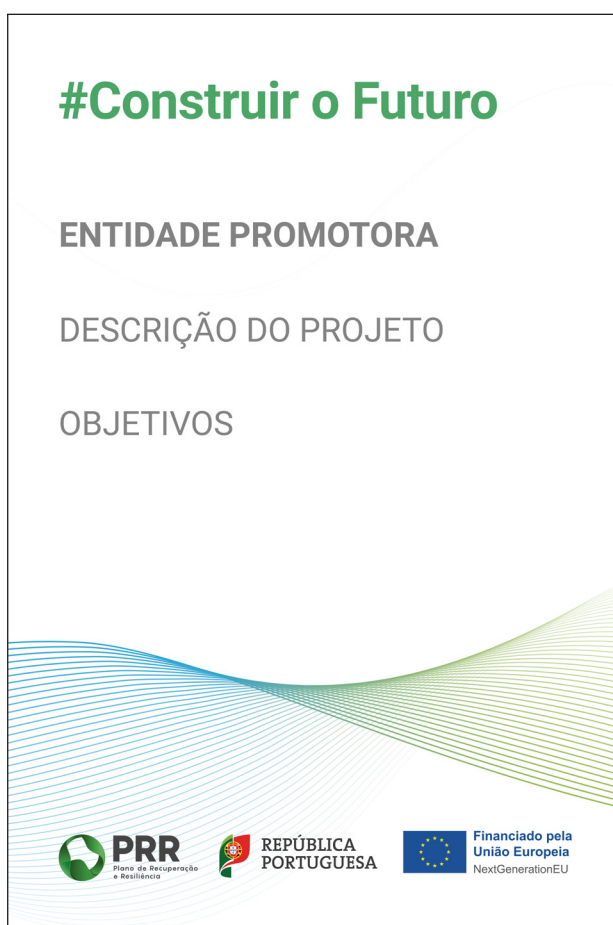 #Construir o Futuro
ENTIDADE PROMOTORA
DESCRIÇÃO DO PROJETO
OBJETIVOS
PRR
Plano de Recuperação
e Resiliência
REPÚBLICA
PORTUGUESA
Financiado pela
União Europeia
NextGenerationEU